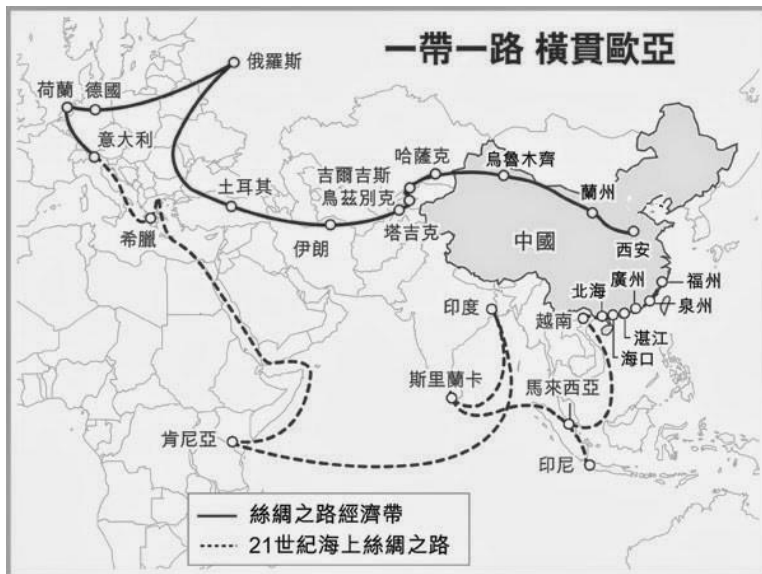 一帶一路 橫貫歐亞
俄羅斯
荷蘭
德國
意大利
哈薩克
烏魯木齊
吉爾吉斯
烏茲別克
蘭州
土耳其
塔吉克
希臘
伊朗
中國
西安
印度
北海
廣州
福州
越南
泉州
湛江
海口
斯里蘭卡
馬來西亞
肯尼亞
印尼
絲綢之路經濟帶
21世紀海上絲綢之路